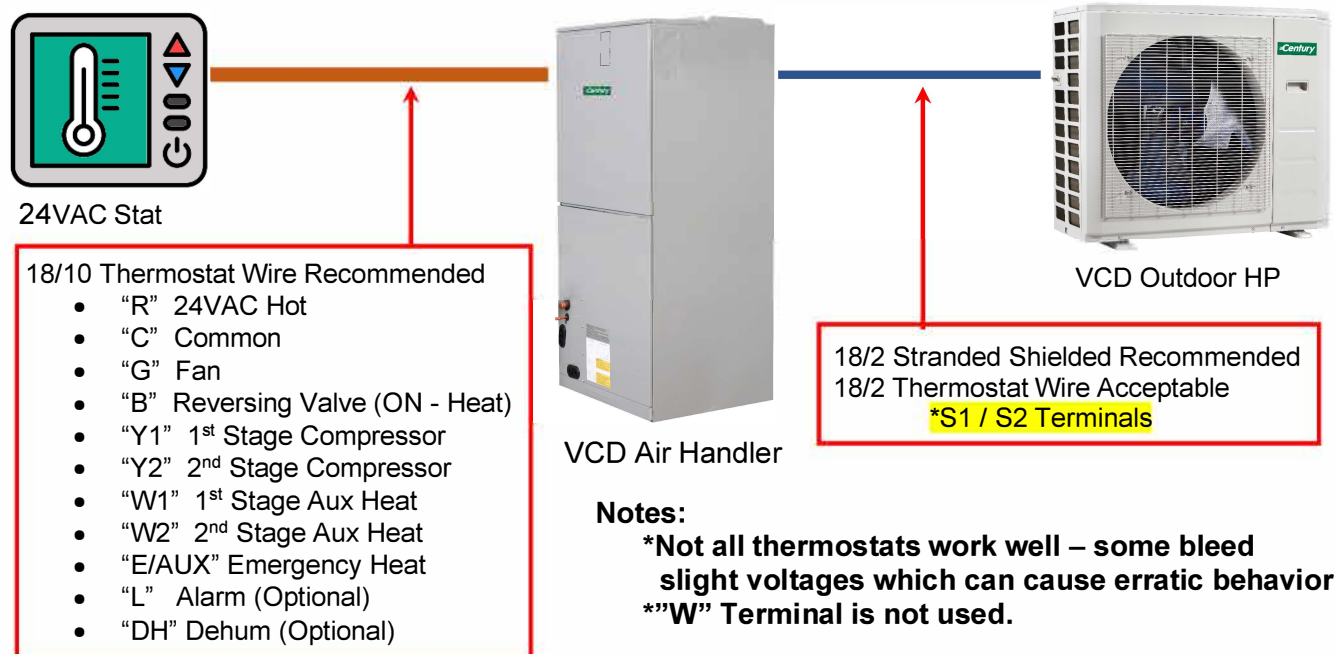 Century
Century
24VAC Stat
VCD Air Handler
VCD Outdoor HP
18/10 Thermostat Wire Recommended
• “R” 24VAC Hot
• “C” Common
• “G” Fan
• “B” Reversing Valve (ON - Heat)
• “Y1” 1st Stage Compressor
• “Y2” 2nd Stage Compressor
• “W1” 1st Stage Aux Heat
• “W2” 2nd Stage Aux Heat
• “E/AUX” Emergency Heat
• “L” Alarm (Optional)
• “DH” Dehum (Optional)
18/2 Stranded Shielded Recommended
18/2 Thermostat Wire Acceptable
*S1 / S2 Terminals
Notes:
*Not all thermostats work well – some bleed
slight voltages which can cause erratic behavior
*”W” Terminal is not used.